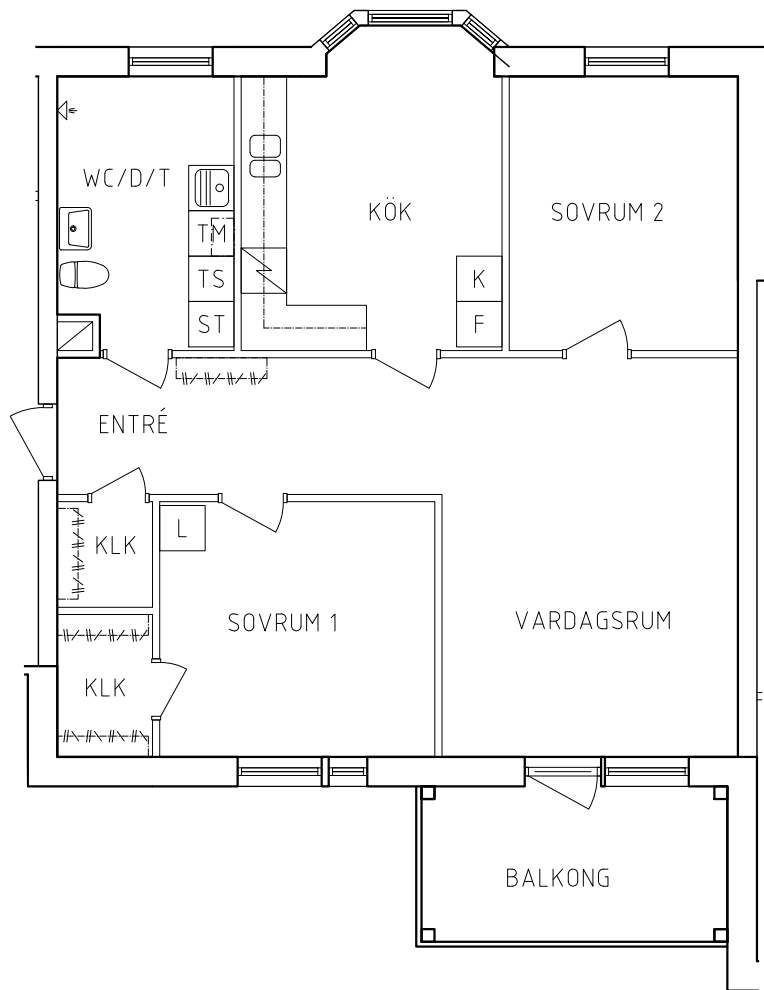 WC/D/T
KÖK
SOVRUM 2
TM
TS
K
ST
F
ENTRÉ
L
KLK
SOVRUM 1
VARDAGSRUM
KLK
BALKONG